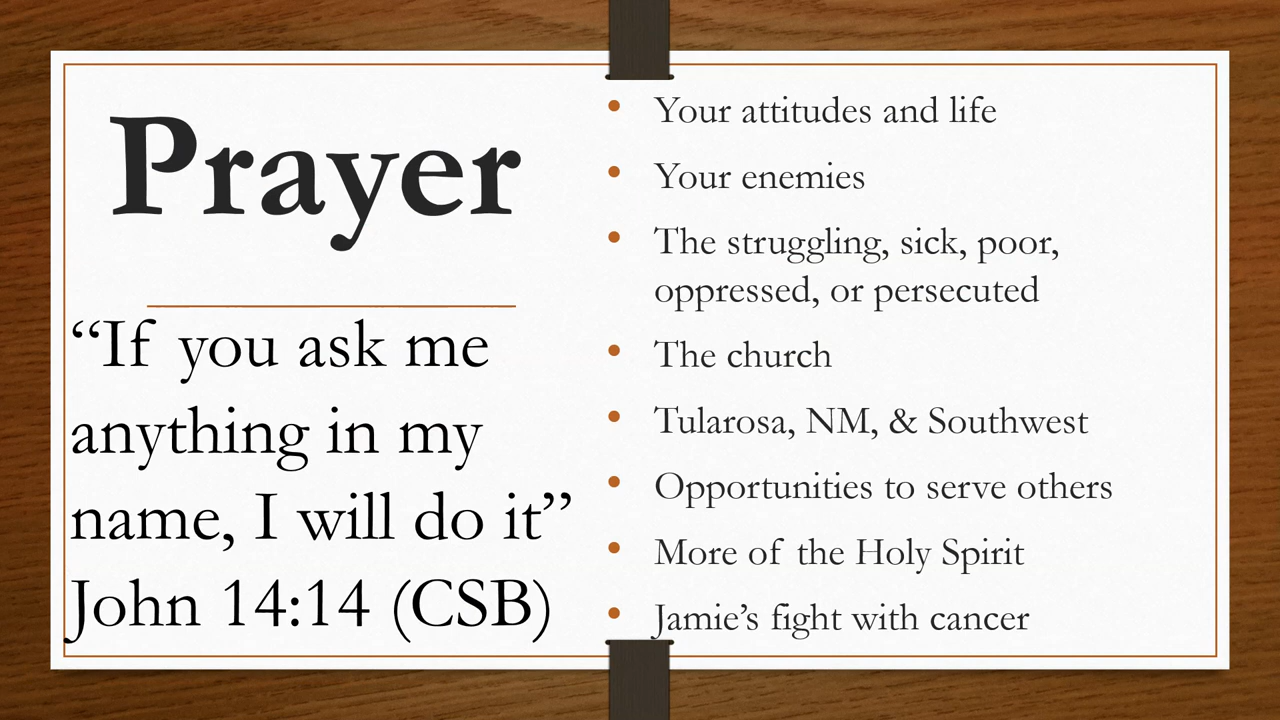 Prayer
“If you ask me
anything in my
name, I will do it”
John 14:14 (CSB)
• Your attitudes and life
• Your enemies
• The struggling, sick, poor,
oppressed, or persecuted
• The church
• Tularosa, NM, & Southwest
• Opportunities to serve others
• More of the Holy Spirit
• Jamie’s fight with cancer